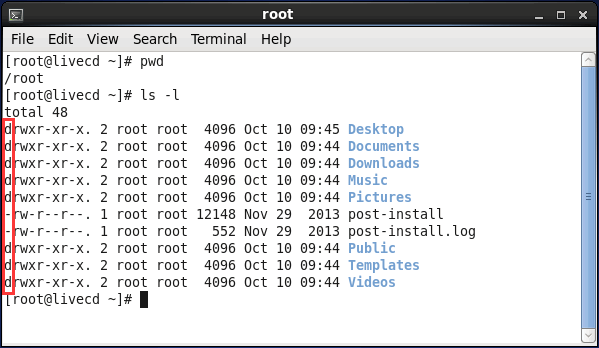 root
File Edit View Search Terminal Help
[root@livecd ~]# pwd
/root
[root@livecd ~]# ls -l
total 48
drwxr-xr-x. 2 root root  4096 Oct 10 09:45 Desktop
drwxr-xr-x. 2 root root  4096 Oct 10 09:44 Documents
drwxr-xr-x. 2 root root  4096 Oct 10 09:44 Downloads
drwxr-xr-x. 2 root root  4096 Oct 10 09:44 Music
drwxr-xr-x. 2 root root  4096 Oct 10 09:44 Pictures
-rw-r--r--. 1 root root 12148 Nov 29  2013 post-install
-rw-r--r--. 1 root root   552 Nov 29  2013 post-install.log
drwxr-xr-x. 2 root root  4096 Oct 10 09:44 Public
drwxr-xr-x. 2 root root  4096 Oct 10 09:44 Templates
drwxr-xr-x. 2 root root  4096 Oct 10 09:44 Videos
[root@livecd ~]#